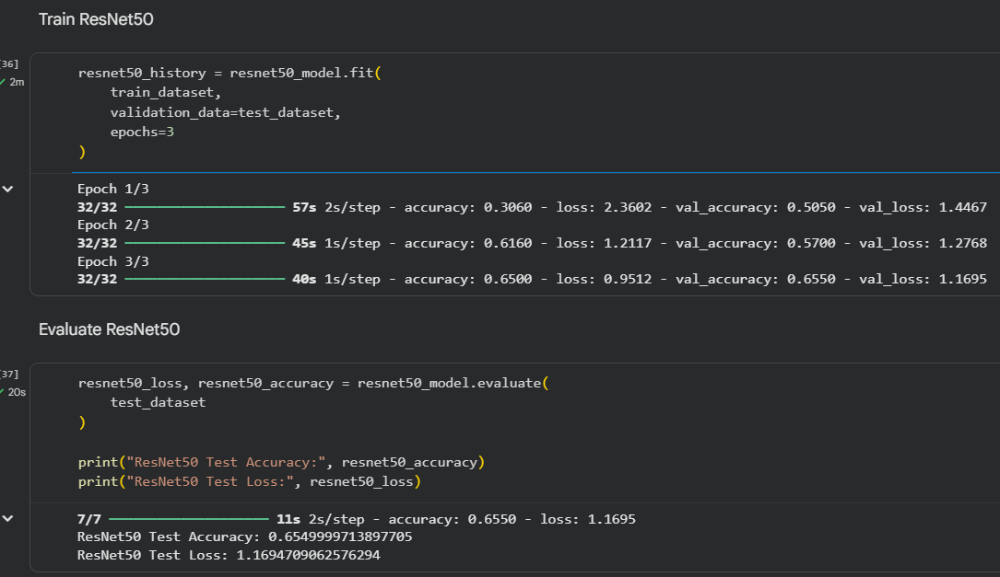 Train ResNet50
[36]
✓ 2m
resnet50_history = resnet50_model.fit(
    train_dataset,
    validation_data=test_dataset,
    epochs=3
)
Epoch 1/3
32/32 ━━━━━━━━━━━━━━━━━━━━ 57s 2s/step - accuracy: 0.3060 - loss: 2.3602 - val_accuracy: 0.5050 - val_loss: 1.4467
Epoch 2/3
32/32 ━━━━━━━━━━━━━━━━━━━━ 45s 1s/step - accuracy: 0.6160 - loss: 1.2117 - val_accuracy: 0.5700 - val_loss: 1.2768
Epoch 3/3
32/32 ━━━━━━━━━━━━━━━━━━━━ 40s 1s/step - accuracy: 0.6500 - loss: 0.9512 - val_accuracy: 0.6550 - val_loss: 1.1695
Evaluate ResNet50
[37]
✓ 20s
resnet50_loss, resnet50_accuracy = resnet50_model.evaluate(
    test_dataset
)
print("ResNet50 Test Accuracy:", resnet50_accuracy)
print("ResNet50 Test Loss:", resnet50_loss)
7/7 ━━━━━━━━━━━━━━━━━━━━ 11s 2s/step - accuracy: 0.6550 - loss: 1.1695
ResNet50 Test Accuracy: 0.6549999713897705
ResNet50 Test Loss: 1.1694709062576294